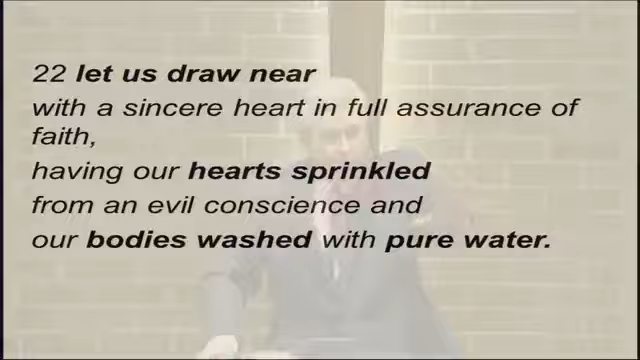 22 let us draw near
with a sincere heart in full assurance of
faith,
having our hearts sprinkled
from an evil conscience and
our bodies washed with pure water.